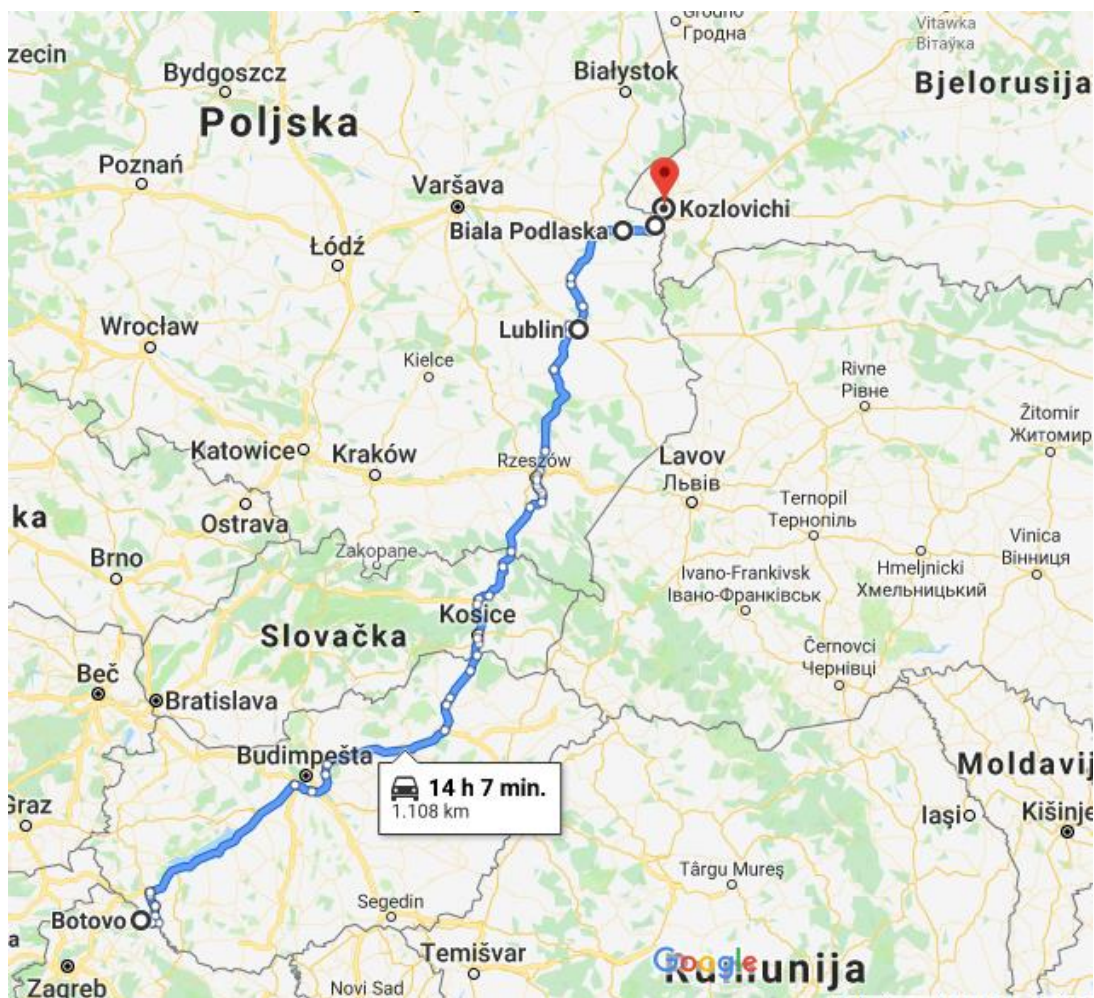 Grodno
Гродна
Vitawka
Вітаўка
zecin
Bydgoszcz
Białystok
Bjelorusija
Poljska
Poznań
Varšava
Kozlovichi
Biala Podlaska
Łódź
Wrocław
Lublin
Kielce
Rivne
Рівне
Žitomir
Житомир
Katowice
Kraków
Rzeszów
Lavov
Львів
Ostrava
Ternopil
Тернопіль
ka
Vinica
Вінниця
Brno
Zakopane
Ivano-Frankivsk
Івано-Франківськ
Hmeljnicki
Хмельницький
Kosice
Slovačka
Černovci
Чернівці
Beč
Bratislava
Budimpešta
14 h 7 min.
1.108 km
Moldavij
Graz
Iaşi
Kišinje
Târgu Mureş
Botovo
Segedin
a
Temišvar
Google
Rumunija
Zagreb
Novi Sad